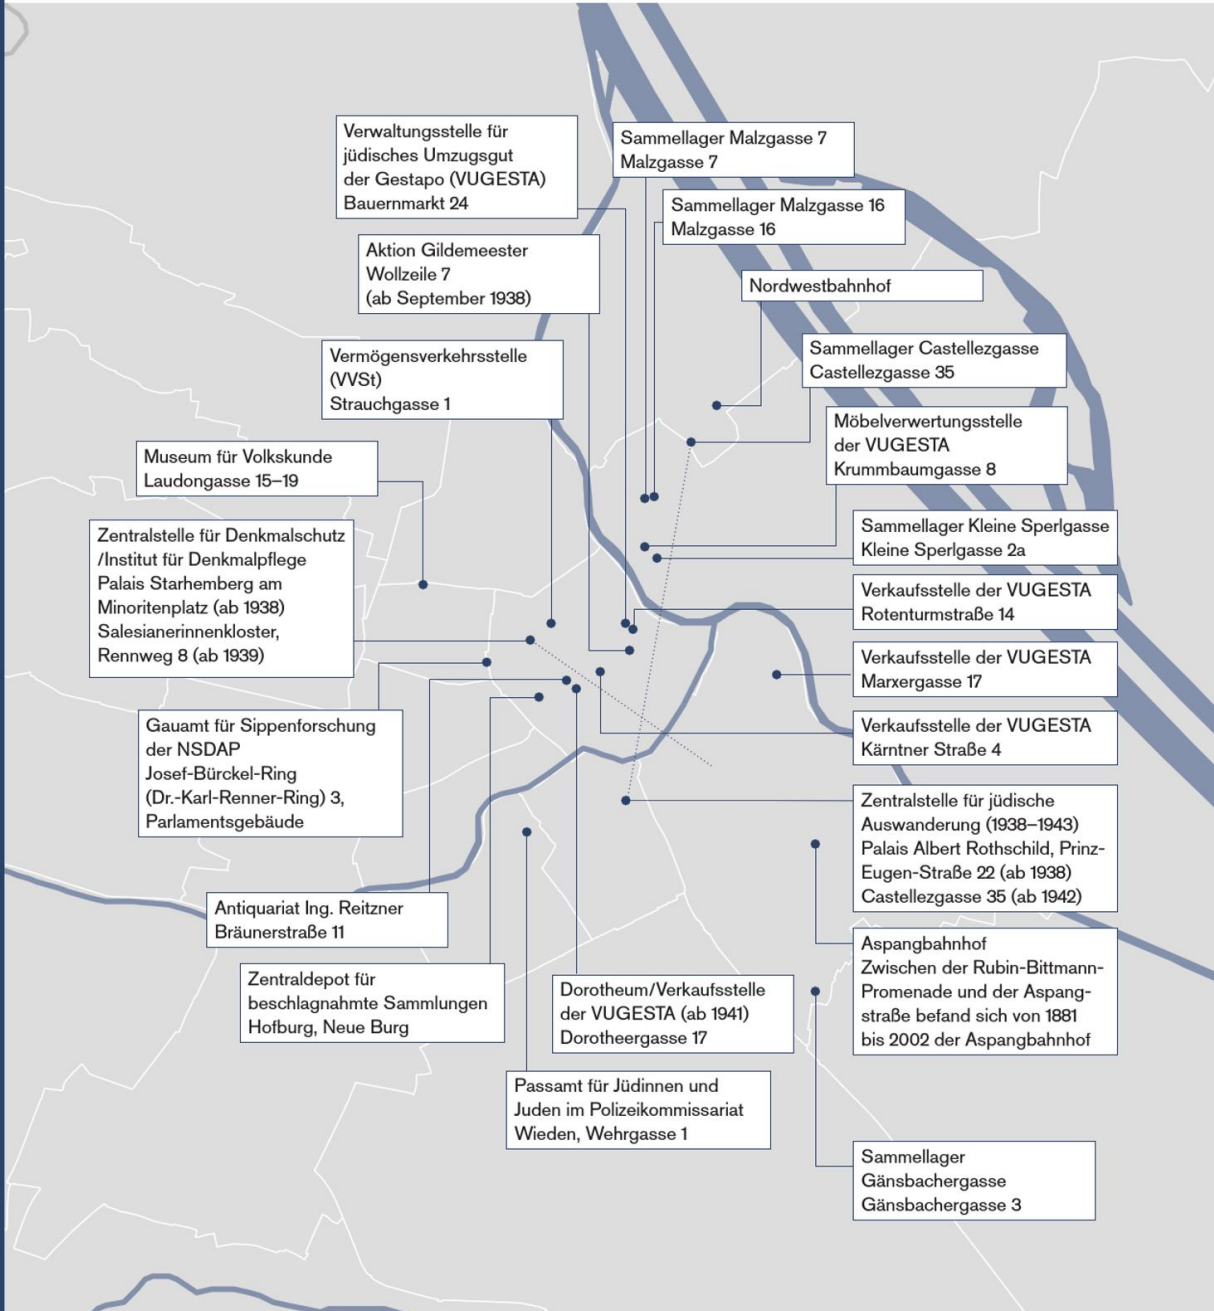 Verwaltungsstelle für
jüdisches Umzugsgut
der Gestapo (VUGESTA)
Bauernmarkt 24
Sammellager Malzgasse 7
Malzgasse 7
Sammellager Malzgasse 16
Malzgasse 16
Aktion Gildemeester
Wollzeile 7
(ab September 1938)
Nordwestbahnhof
Vermögensverkehrsstelle
(VVSt)
Strauchgasse 1
Sammellager Castellezgasse
Castellezgasse 35
Möbelverwertungsstelle
der VUGESTA
Krummbaumgasse 8
Museum für Volkskunde
Laudongasse 15–19
Sammellager Kleine Sperlgasse
Kleine Sperlgasse 2a
Zentralstelle für Denkmalschutz
/Institut für Denkmalpflege
Palais Starhemberg am
Minoritenplatz (ab 1938)
Salesianerinnenkloster,
Rennweg 8 (ab 1939)
Verkaufsstelle der VUGESTA
Rotenturmstraße 14
Verkaufsstelle der VUGESTA
Marxergasse 17
Gauamt für Sippenforschung
der NSDAP
Josef-Bürckel-Ring
(Dr.-Karl-Renner-Ring) 3,
Parlamentsgebäude
Verkaufsstelle der VUGESTA
Kärntner Straße 4
Zentralstelle für jüdische
Auswanderung (1938–1943)
Palais Albert Rothschild, Prinz-
Eugen-Straße 22 (ab 1938)
Castellezgasse 35 (ab 1942)
Antiquariat Ing. Reitzner
Bräunerstraße 11
Aspangbahnhof
Zwischen der Rubin-Bittmann-
Promenade und der Aspang-
straße befand sich von 1881
bis 2002 der Aspangbahnhof
Zentraldepot für
beschlagnahmte Sammlungen
Hofburg, Neue Burg
Dorotheum/Verkaufsstelle
der VUGESTA (ab 1941)
Dorotheergasse 17
Passamt für Jüdinnen und
Juden im Polizeikommissariat
Wieden, Wehrgasse 1
Sammellager
Gänsbachergasse
Gänsbachergasse 3